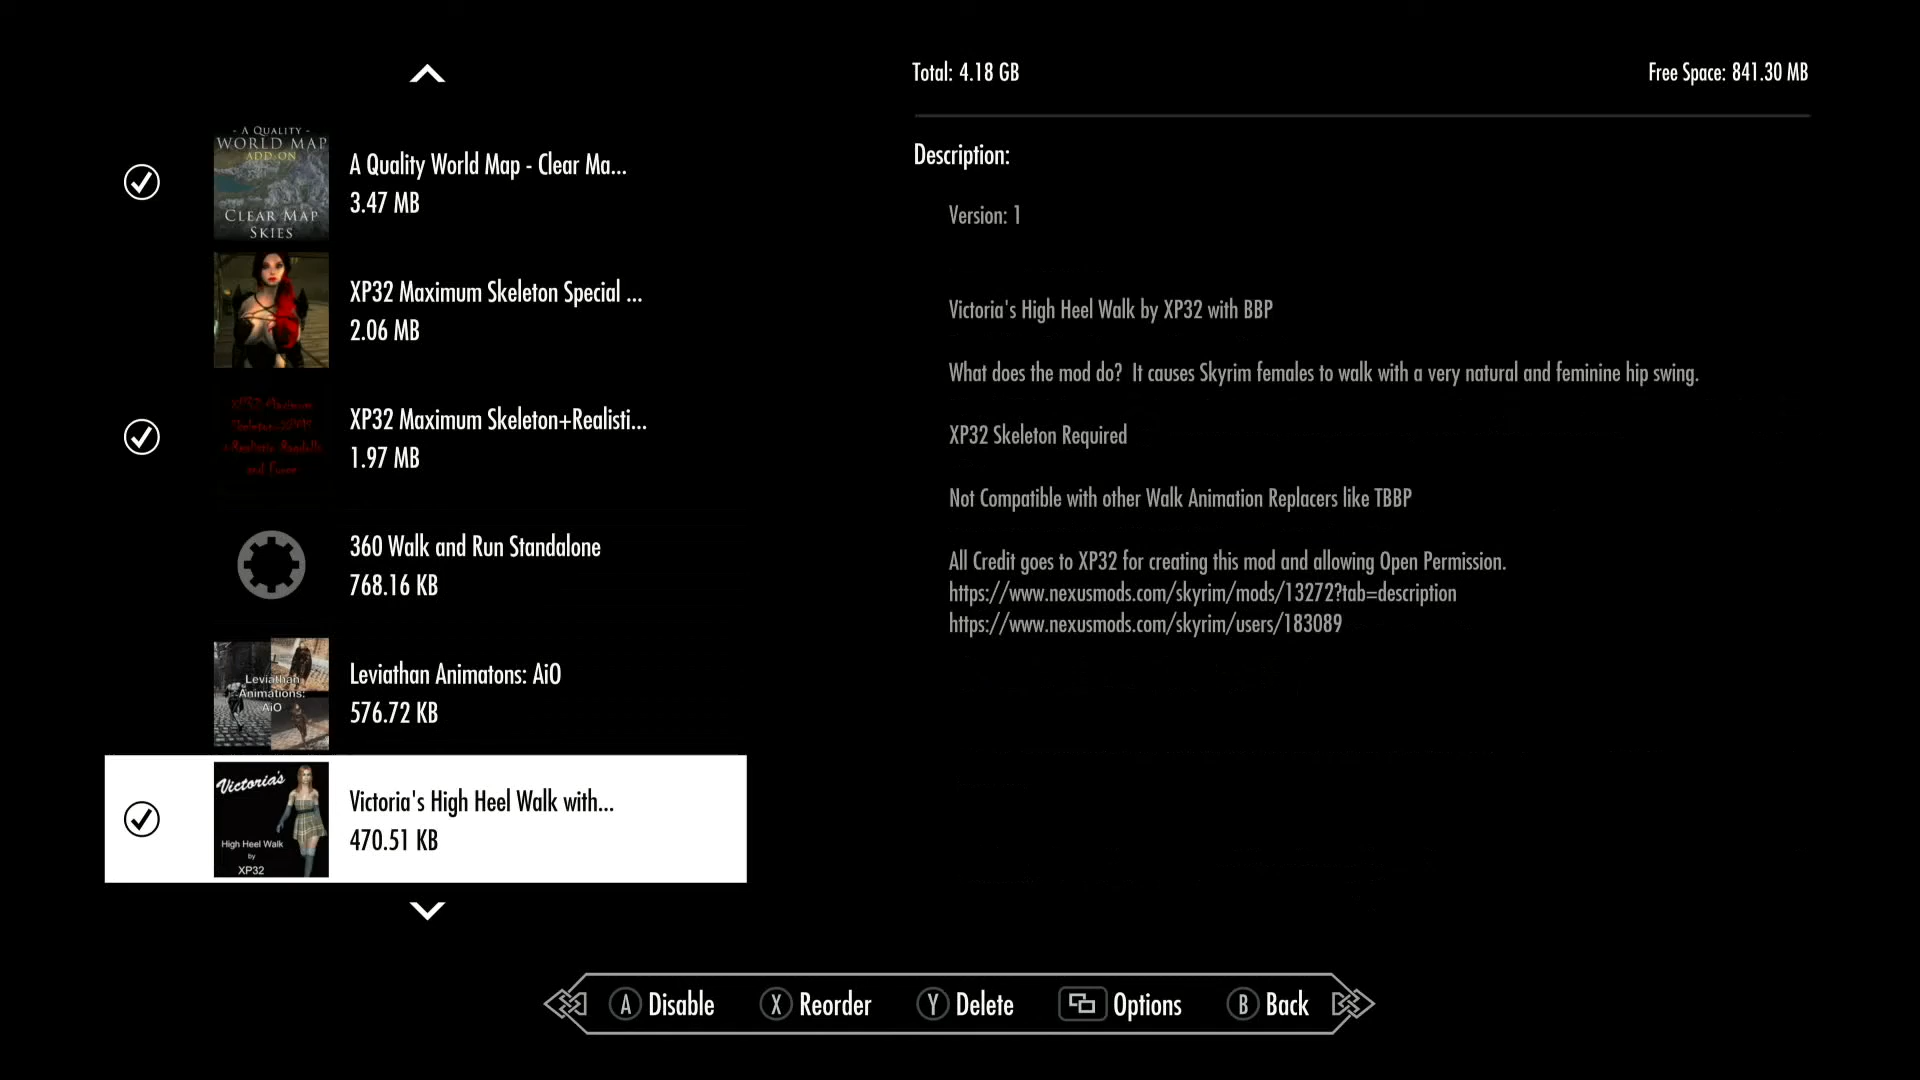 Total: 4.18 GB
Free Space: 841.30 MB
- A QUALITY -
WORLD MAP
ADD-ON
CLEAR MAP
SKIES
A Quality World Map - Clear Ma...
3.47 MB
XP32 Maximum Skeleton Special ...
2.06 MB
XP32 Maximum
+Realistic Ragdolls
and Force
XP32 Maximum Skeleton+Realisti...
1.97 MB
360 Walk and Run Standalone
768.16 KB
Leviathan
Animations:
AiO
Leviathan Animatons: AiO
576.72 KB
Victoria's
High Heel Walk
by
XP32
Victoria's High Heel Walk with...
470.51 KB
Description:
Version: 1
Victoria's High Heel Walk by XP32 with BBP
What does the mod do? It causes Skyrim females to walk with a very natural and feminine hip swing.
XP32 Skeleton Required
Not Compatible with other Walk Animation Replacers like TBBP
All Credit goes to XP32 for creating this mod and allowing Open Permission.
https://www.nexusmods.com/skyrim/mods/13272?tab=description
https://www.nexusmods.com/skyrim/users/183089
A Disable X Reorder Y Delete Options B Back